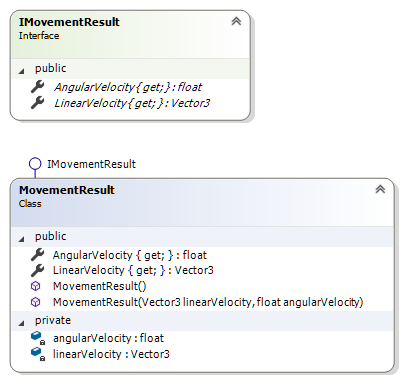 IMovementResult
Interface
public
AngularVelocity{ get; } : float
LinearVelocity{ get; } : Vector3
IMovementResult
MovementResult
Class
public
AngularVelocity { get; } : float
LinearVelocity { get; } : Vector3
MovementResult()
MovementResult(Vector3 linearVelocity, float angularVelocity)
private
angularVelocity : float
linearVelocity : Vector3